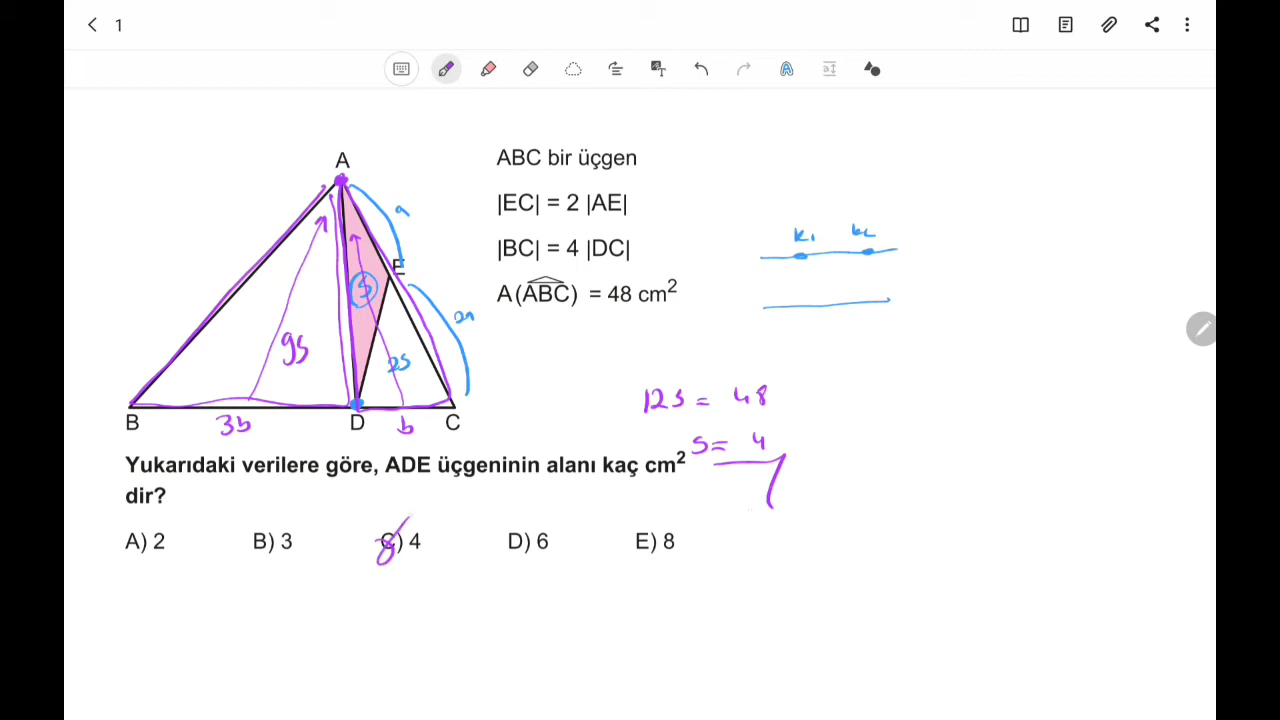 1
A
ABC bir üçgen
|EC| = 2 |AE|
|BC| = 4 |DC|
A(ABC) = 48 cm²
k₁
a
E
S
2a
9S
2S
B
D
C
3b
b
12S = 48
S = 4
Yukarıdaki verilere göre, ADE üçgeninin alanı kaç cm²
dir?
A) 2 B) 3 C) 4 D) 6 E) 8